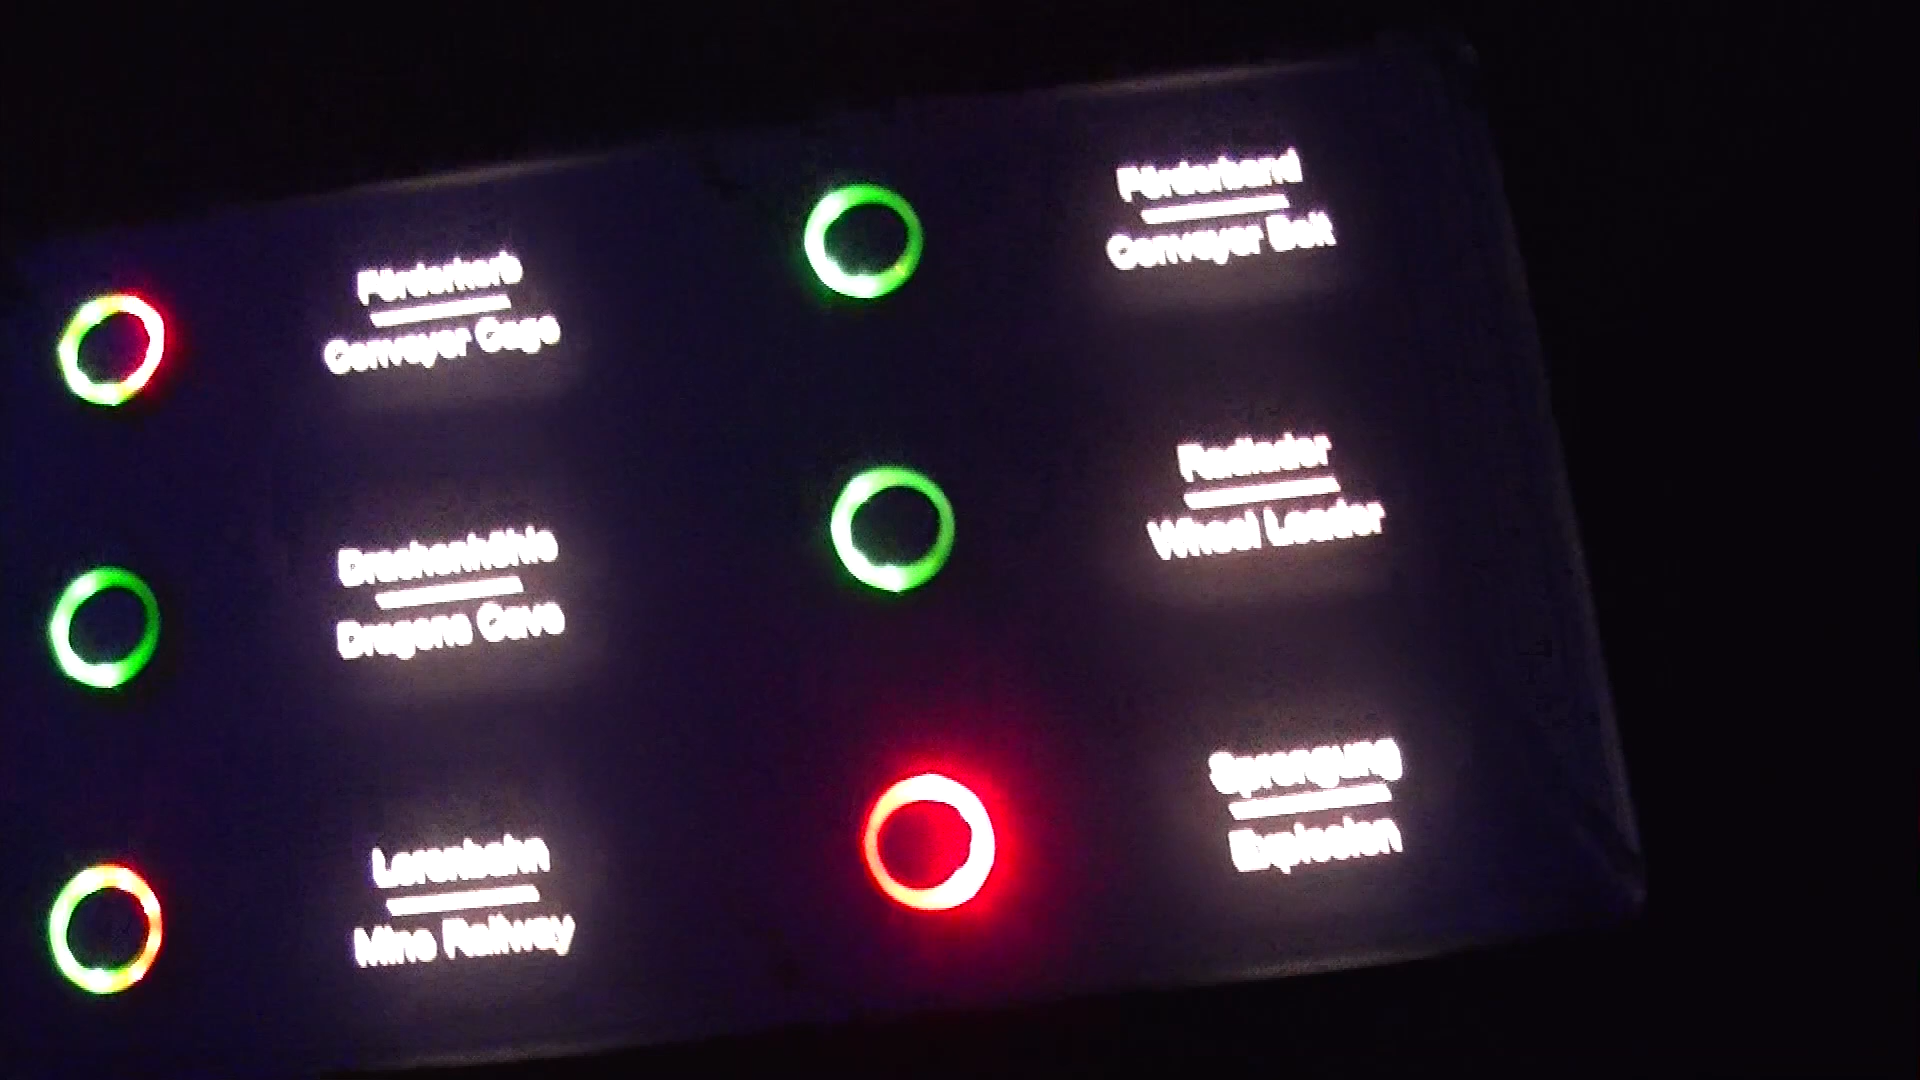 Förderkorb
Conveyor Cage
Drachenhöhle
Dragons Cave
Lorenbahn
Mine Railway
Förderband
Conveyor Belt
Radlader
Wheel Loader
Sprengung
Explosion